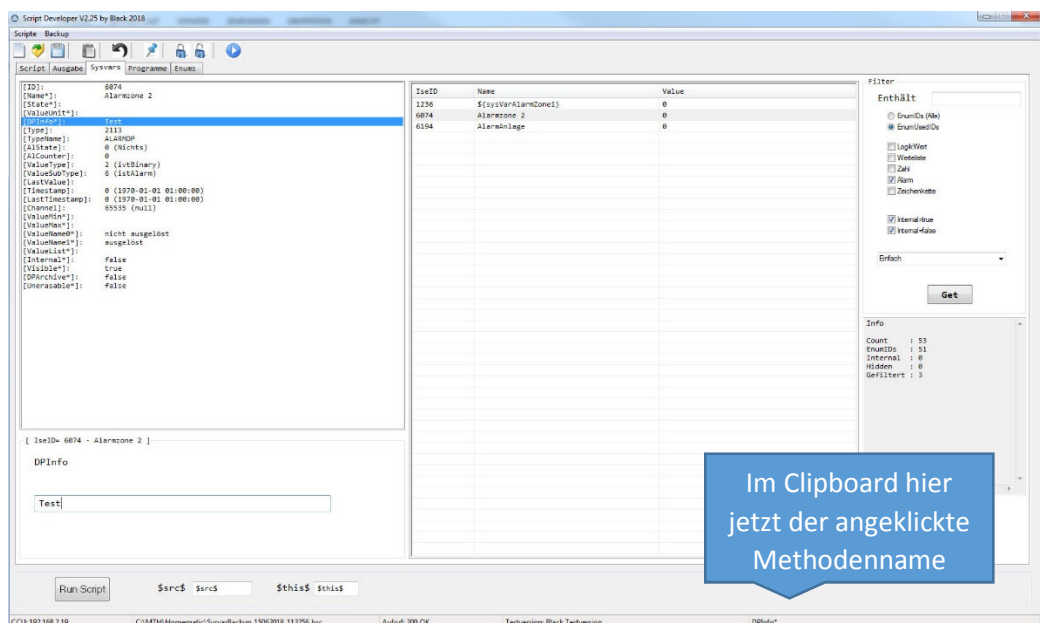 Script Developer V2.25 by Black 2018
Scripte Backup
Script Ausgabe Sysvars Programme Enums
[ID]: 6074
[Name*]: Alarmzone 2
[State*]:
[ValueUnit*]:
[DPInfo*]: Test
[Type]: 2113
[TypeName]: ALARMDP
[AlState]: 0 (Nichts)
[AlCounter]: 0
[ValueType]: 2 (ivtBinary)
[ValueSubType]: 6 (istAlarm)
[LastValue]:
[Timestamp]: 0 (1970-01-01 01:00:00)
[LastTimestamp]: 0 (1970-01-01 01:00:00)
[Channel]: 65535 (null)
[ValueMin*]:
[ValueMax*]:
[ValueName0*]: nicht ausgelöst
[ValueName1*]: ausgelöst
[ValueList*]:
[Internal*]: false
[Visible*]: true
[DPArchive*]: false
[Unerasable*]: false
[ IseID= 6074 - Alarmzone 2 ]
DPInfo
Test
IseID Name Value
1236 ${sysVarAlarmZone1} 0
6074 Alarmzone 2 0
6194 AlarmAnlage 0
Filter
Enthält
EnumIDs (Alle)
EnumUsedIDs
LogikWert
Werteliste
Zahl
Alarm
Zeichenkette
Internal=true
Internal=false
Einfach
Get
Info
Count : 53
EnumIDs : 51
Internal : 0
Hidden : 0
Gefiltert : 3
Im Clipboard hier
jetzt der angeklickte
Methodenname
Run Script $src$ $src$ $this$ $this$
Aufruf: 200 OK Testversion: Black Testversion DPInfo*